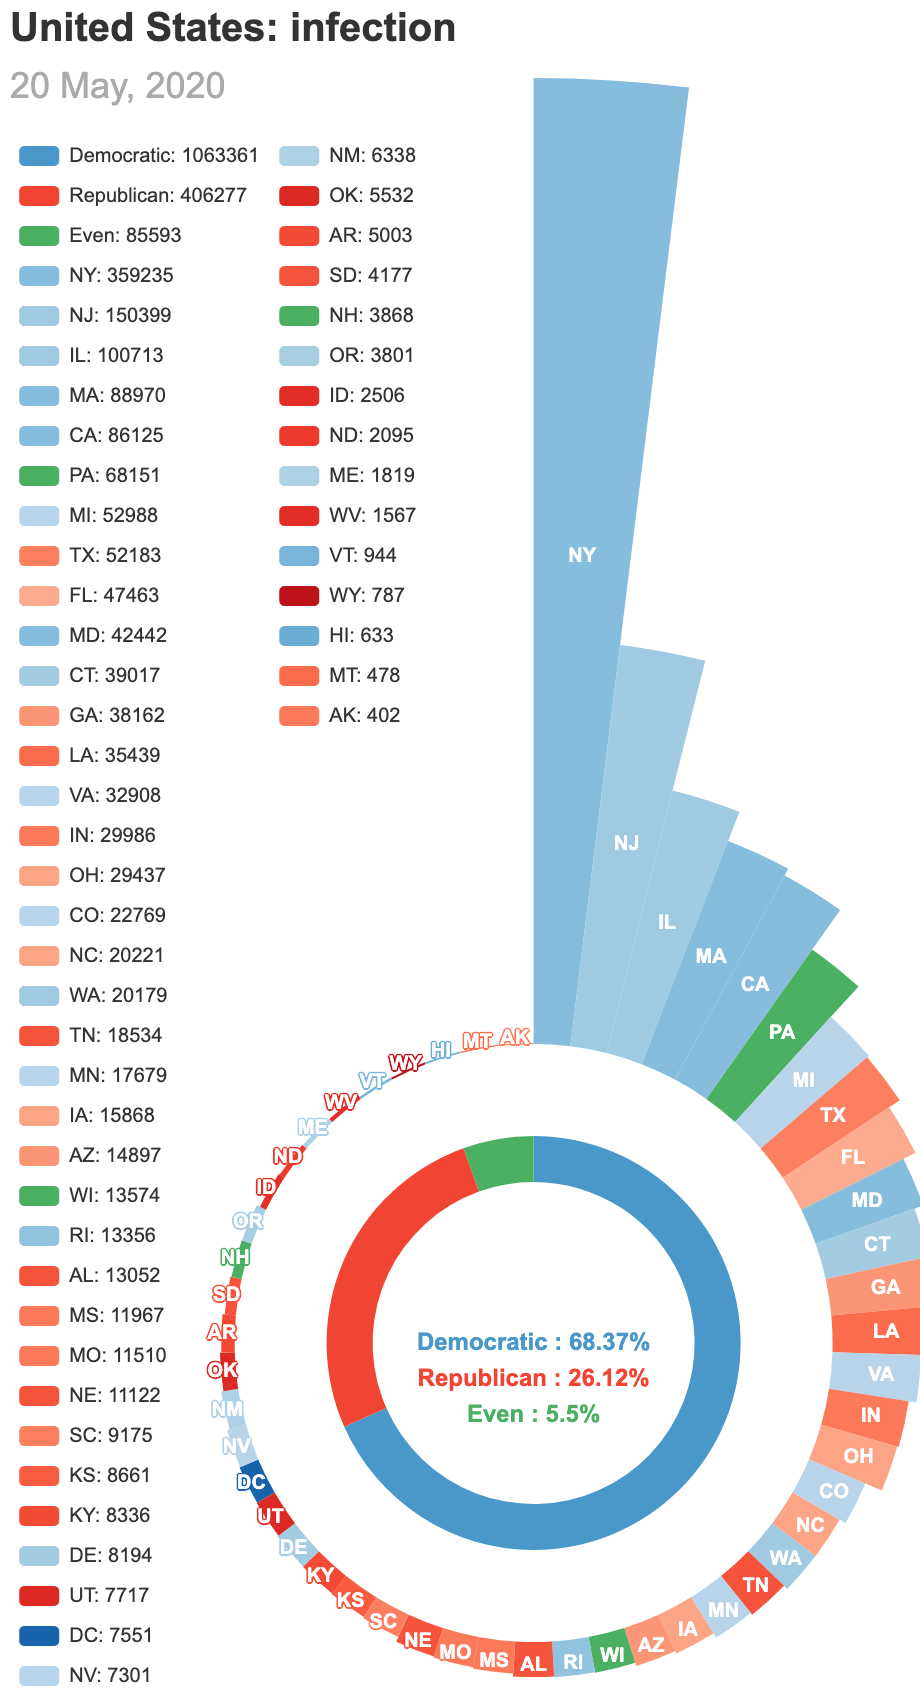 United States: infection
20 May, 2020
Democratic: 1063361
Republican: 406277
Even: 85593
NY: 359235
NJ: 150399
IL: 100713
MA: 88970
CA: 86125
PA: 68151
MI: 52988
TX: 52183
FL: 47463
MD: 42442
CT: 39017
GA: 38162
LA: 35439
VA: 32908
IN: 29986
OH: 29437
CO: 22769
NC: 20221
WA: 20179
TN: 18534
MN: 17679
IA: 15868
AZ: 14897
WI: 13574
RI: 13356
AL: 13052
MS: 11967
MO: 11510
NE: 11122
SC: 9175
KS: 8661
KY: 8336
DE: 8194
UT: 7717
DC: 7551
NV: 7301
NM: 6338
OK: 5532
AR: 5003
SD: 4177
NH: 3868
OR: 3801
ID: 2506
ND: 2095
ME: 1819
WV: 1567
VT: 944
WY: 787
HI: 633
MT: 478
AK: 402
NY
NJ
IL
MA
CA
PA
MI
TX
FL
MD
CT
GA
LA
VA
IN
OH
CO
NC
WA
TN
MN
IA
AZ
WI
RI
AL
MS
MO
NE
SC
KS
KY
DE
UT
DC
NV
NM
OK
AR
SD
NH
OR
ID
ND
ME
WV
VT
WY
HI
MT
AK
Democratic : 68.37%
Republican : 26.12%
Even : 5.5%